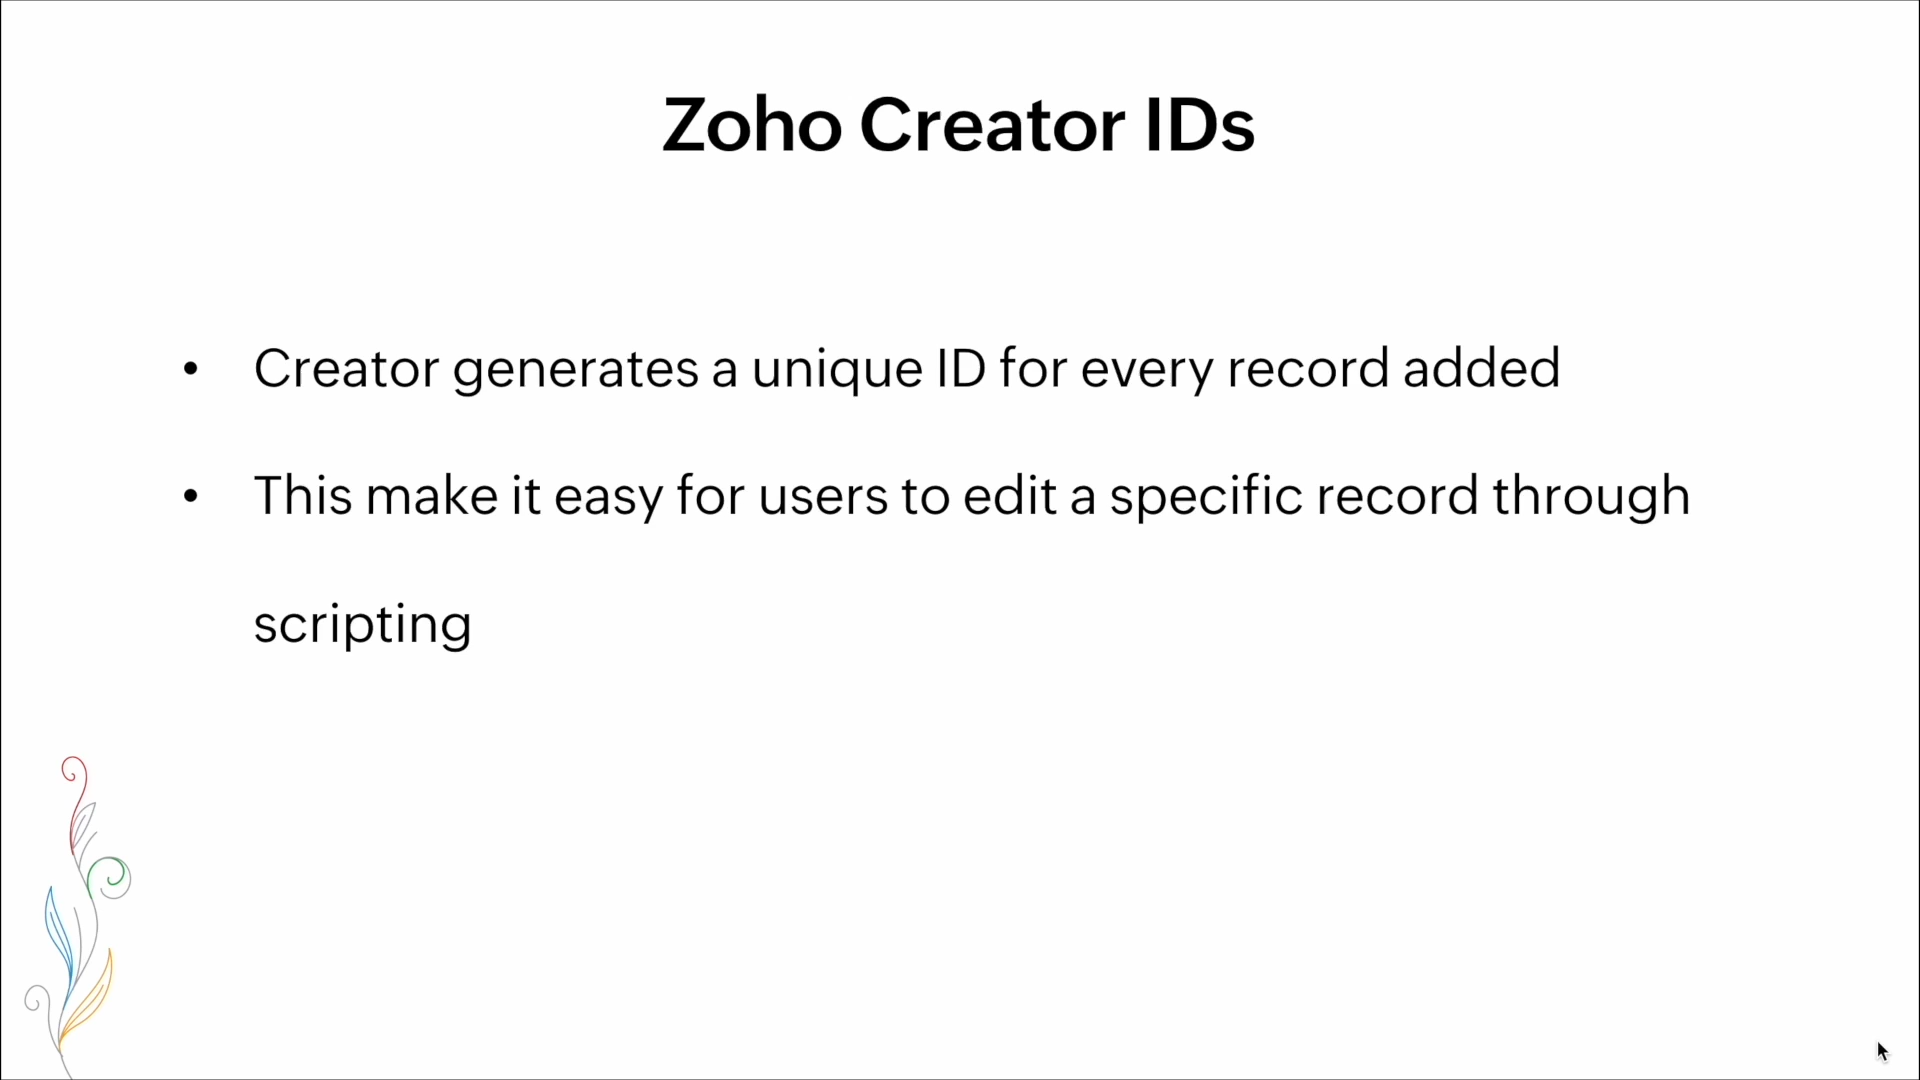 Zoho Creator IDs
• Creator generates a unique ID for every record added
• This make it easy for users to edit a specific record through
scripting